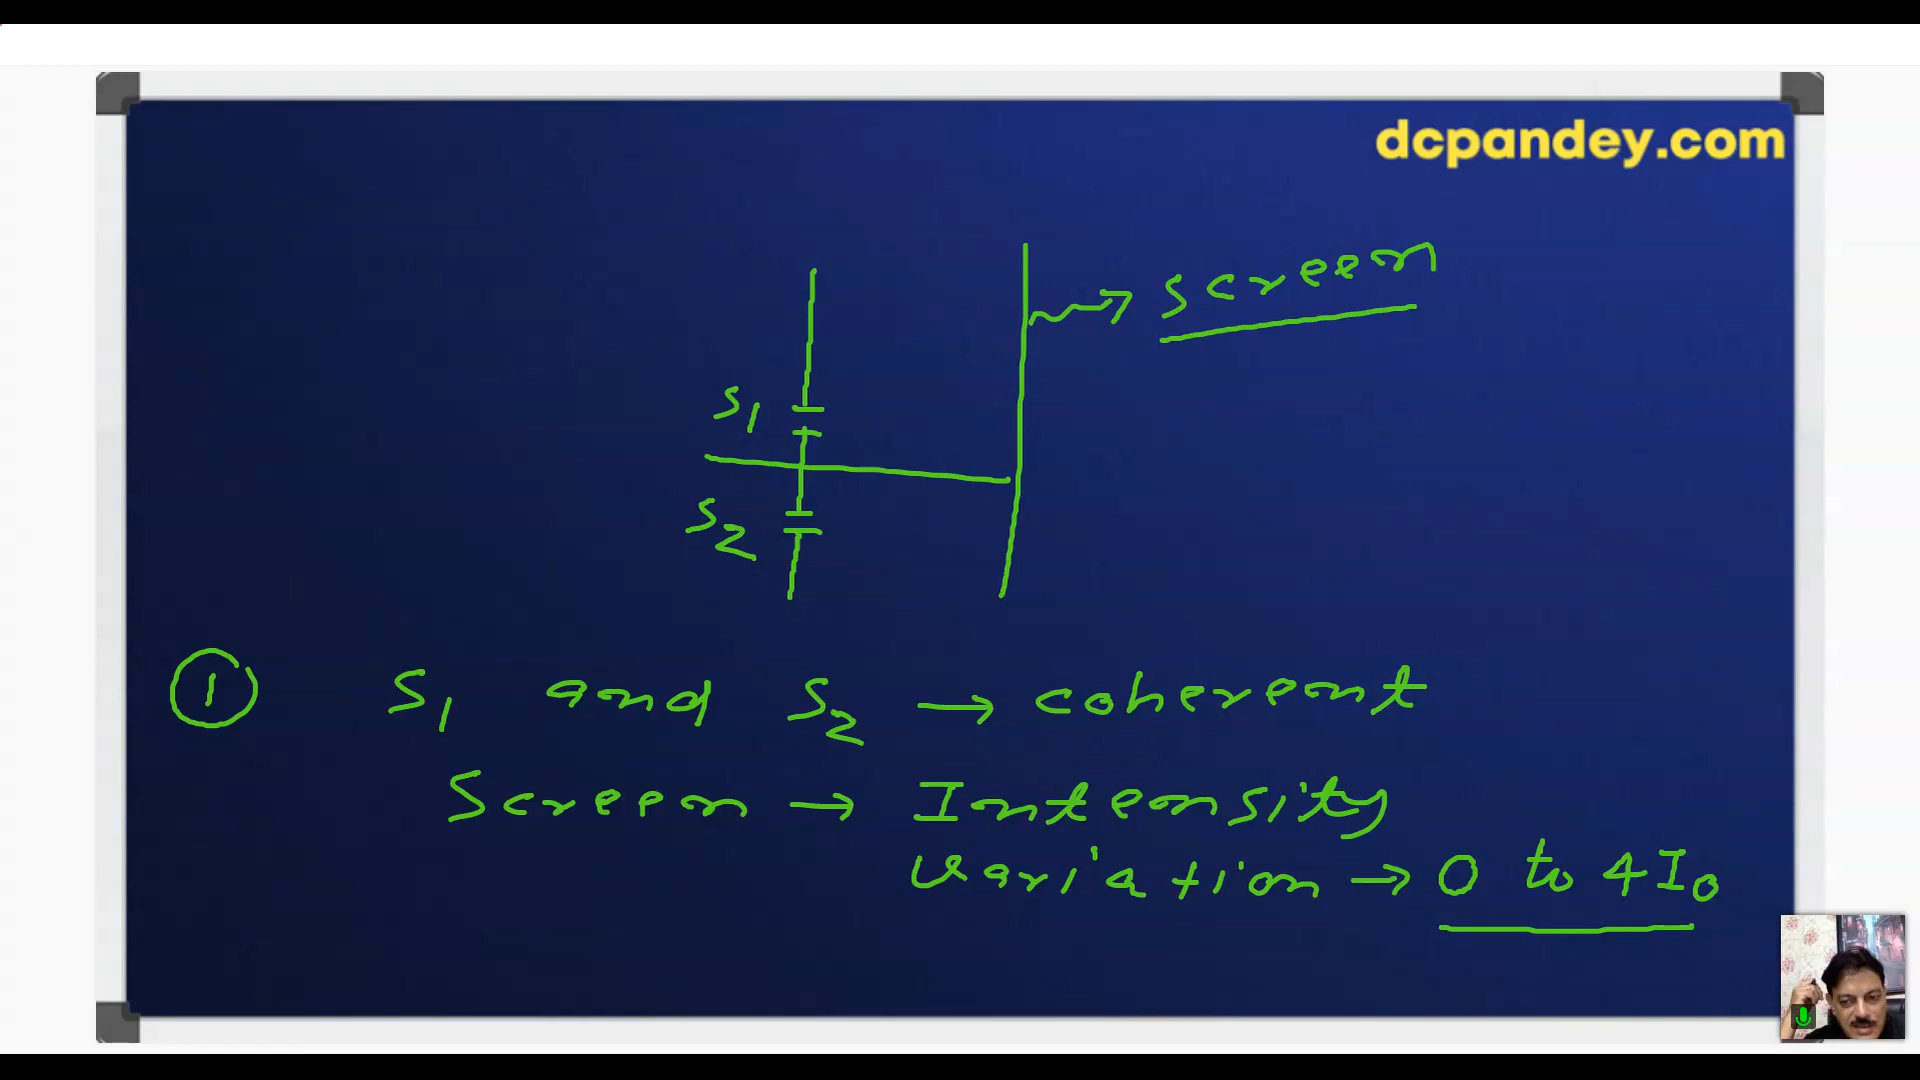 dcpandey.com
screen
S1
S2
① S1 and S2 → coherent
Screen → Intensity
variation → 0 to 4I0